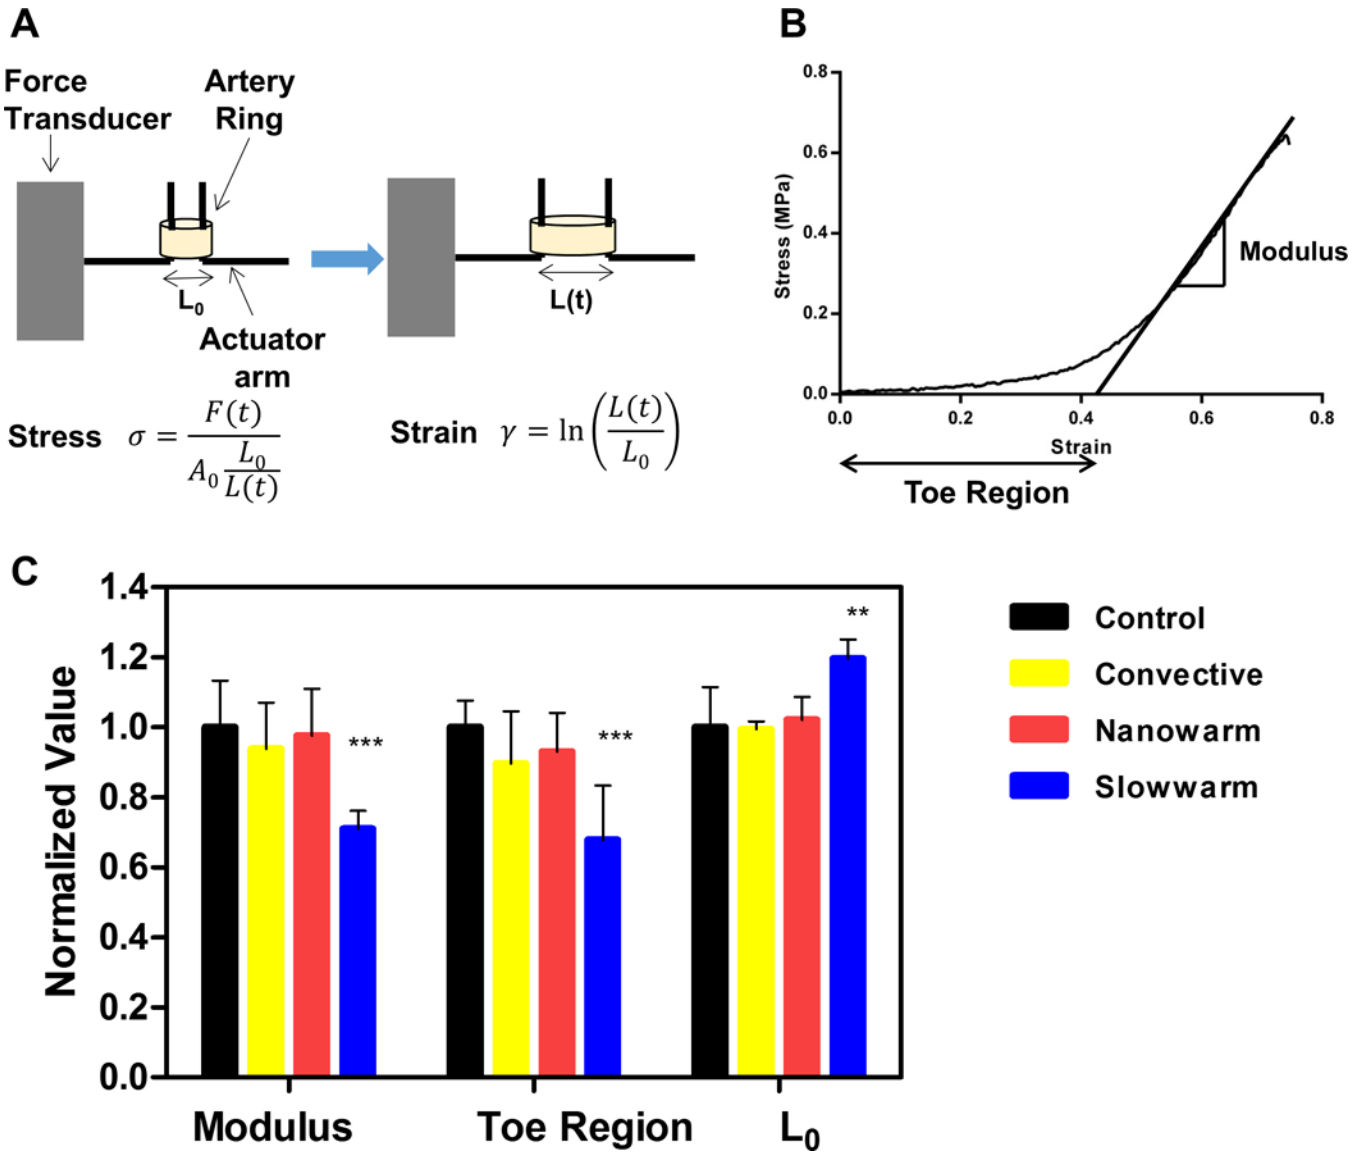 A
Force
Transducer
Artery
Ring
L₀
L(t)
Actuator
arm
Stress σ = F(t) / (A₀ L₀/L(t))
Strain γ = ln(L(t)/L₀)
B
0.8
0.6
0.4
0.2
0.0
Stress (MPa)
Modulus
0.0 0.2 0.4 0.6 0.8
Strain
Toe Region
C
1.4
1.2
1.0
0.8
0.6
0.4
0.2
0.0
Normalized Value
***
***
**
Modulus Toe Region L₀
Control
Convective
Nanowarm
Slowwarm